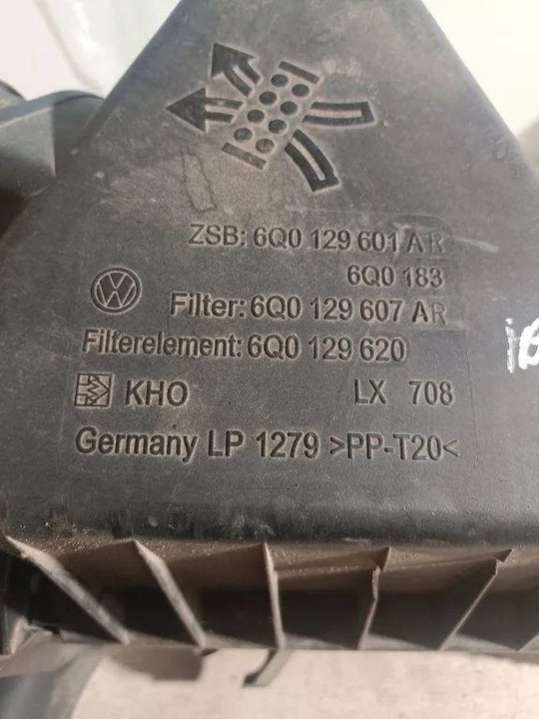 ZSB: 6Q0 129 601 AR
6Q0 183
Filter: 6Q0 129 607 AR
Filterelement: 6Q0 129 620
KHO LX 708
Germany LP 1279 >PP-T20<